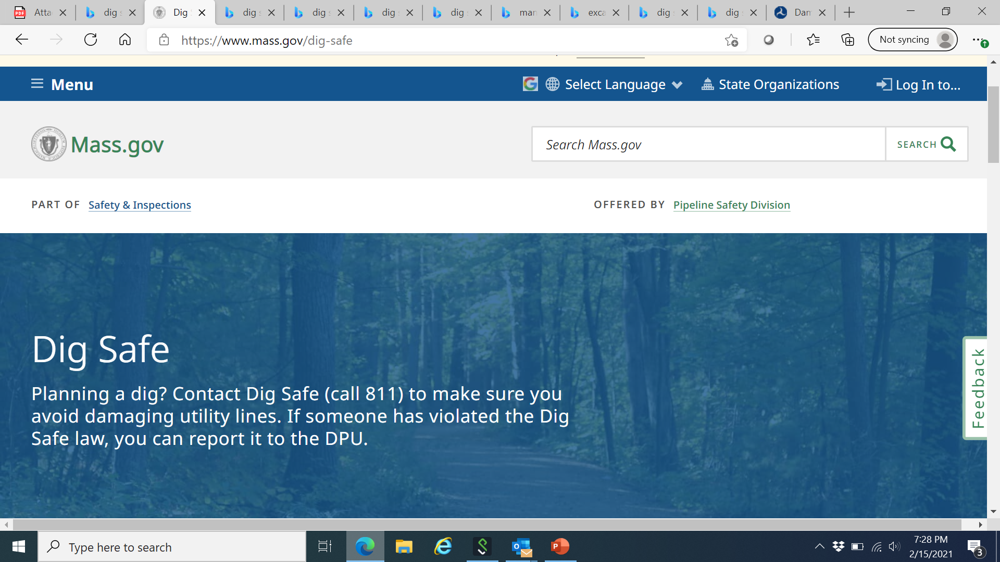 Atta
dig s
Dig S
dig s
dig s
dig s
dig s
man
exca
dig s
dig s
Dam
https://www.mass.gov/dig-safe
Not syncing
Menu
Select Language
State Organizations
Log In to...
Mass.gov
Search Mass.gov
SEARCH
PART OF Safety & Inspections
OFFERED BY Pipeline Safety Division
Dig Safe
Planning a dig? Contact Dig Safe (call 811) to make sure you
avoid damaging utility lines. If someone has violated the Dig
Safe law, you can report it to the DPU.
Feedback
Type here to search
7:28 PM
2/15/2021
3